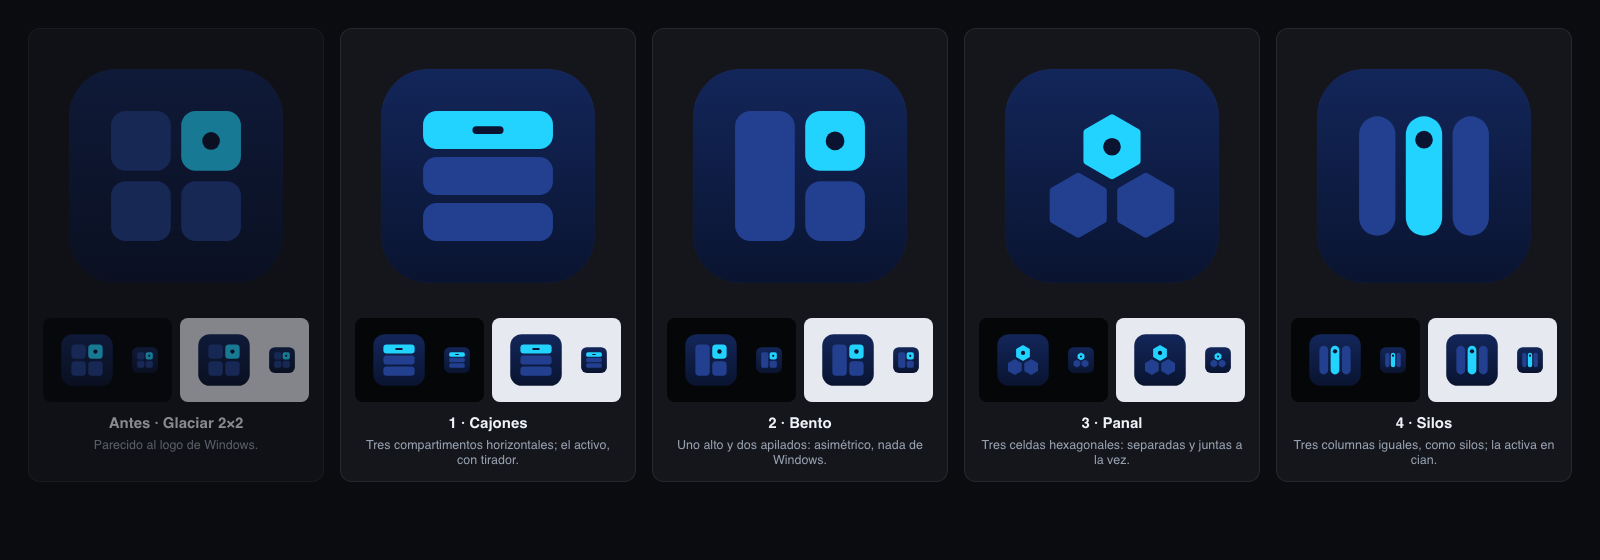 Antes · Glaciar 2×2
Parecido al logo de Windows.
1 · Cajones
Tres compartimentos horizontales; el activo,
con tirador.
2 · Bento
Uno alto y dos apilados: asimétrico, nada de
Windows.
3 · Panal
Tres celdas hexagonales: separadas y juntas a
la vez.
4 · Silos
Tres columnas iguales, como silos; la activa en
cian.